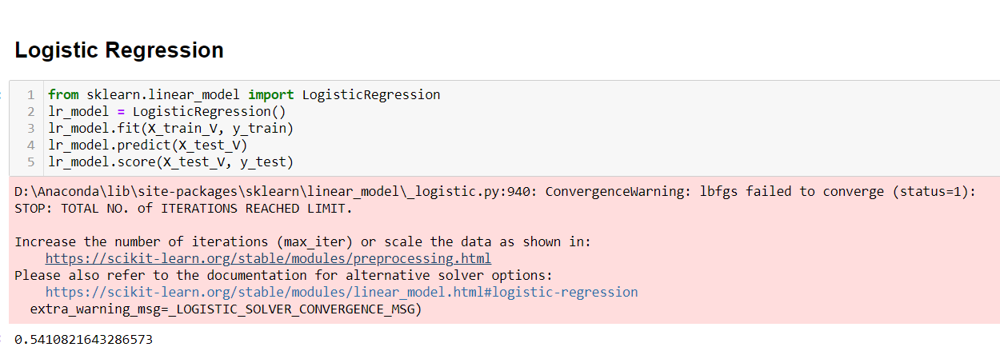 Logistic Regression
1 from sklearn.linear_model import LogisticRegression
2 lr_model = LogisticRegression()
3 lr_model.fit(X_train_V, y_train)
4 lr_model.predict(X_test_V)
5 lr_model.score(X_test_V, y_test)
D:\Anaconda\lib\site-packages\sklearn\linear_model\_logistic.py:940: ConvergenceWarning: lbfgs failed to converge (status=1):
STOP: TOTAL NO. of ITERATIONS REACHED LIMIT.
Increase the number of iterations (max_iter) or scale the data as shown in:
https://scikit-learn.org/stable/modules/preprocessing.html
Please also refer to the documentation for alternative solver options:
https://scikit-learn.org/stable/modules/linear_model.html#logistic-regression
extra_warning_msg=_LOGISTIC_SOLVER_CONVERGENCE_MSG)
0.5410821643286573